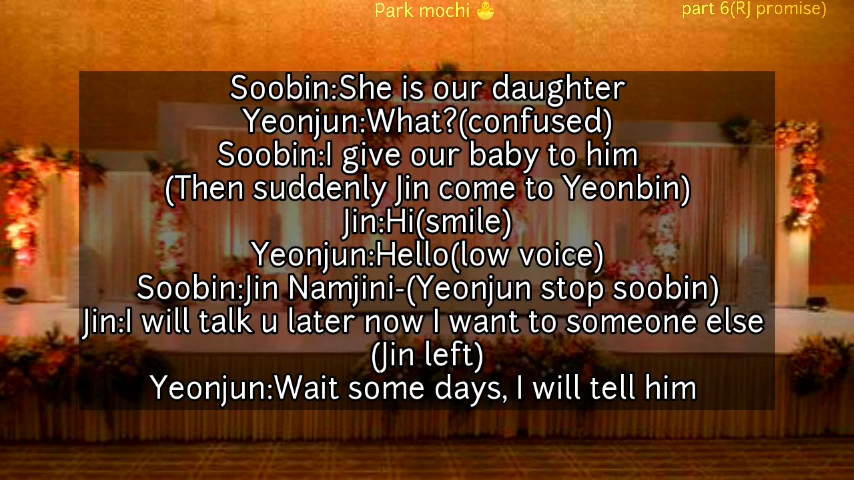 Park mochi 🐥
part 6(RJ promise)
Soobin:She is our daughter
Yeonjun:What?(confused)
Soobin:I give our baby to him
(Then suddenly Jin come to Yeonbin)
Jin:Hi(smile)
Yeonjun:Hello(low voice)
Soobin:Jin Namjini-(Yeonjun stop soobin)
Jin:I will talk u later now I want to someone else
(Jin left)
Yeonjun:Wait some days, I will tell him